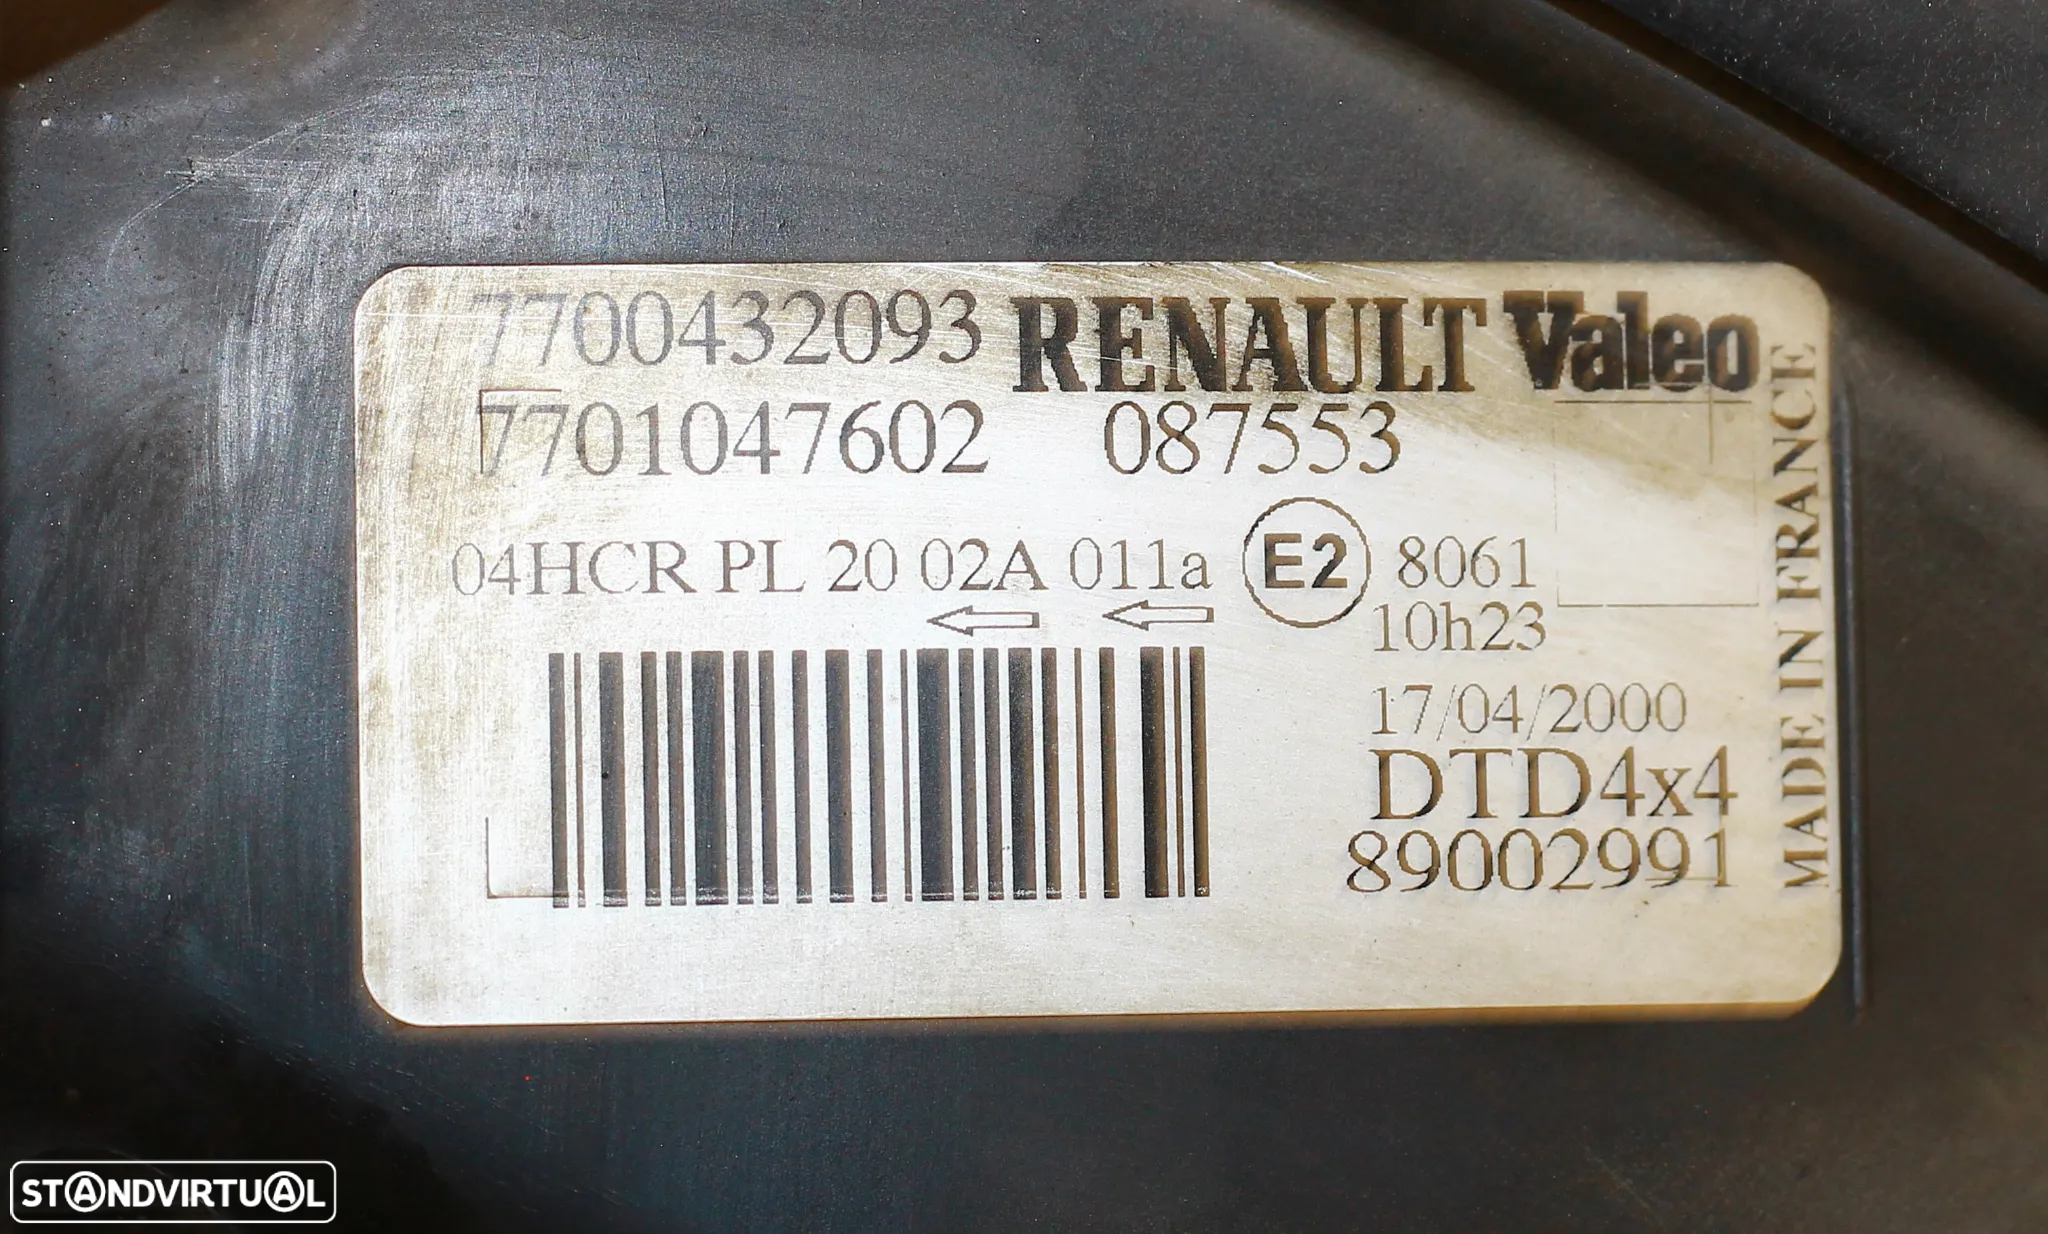 7700432093 RENAULT Valeo
7701047602 087553
04HCR PL 20 02A 011a E2 8061
10h23
17/04/2000
DTD4x4
89002991
MADE IN FRANCE
STANDVIRTUAL